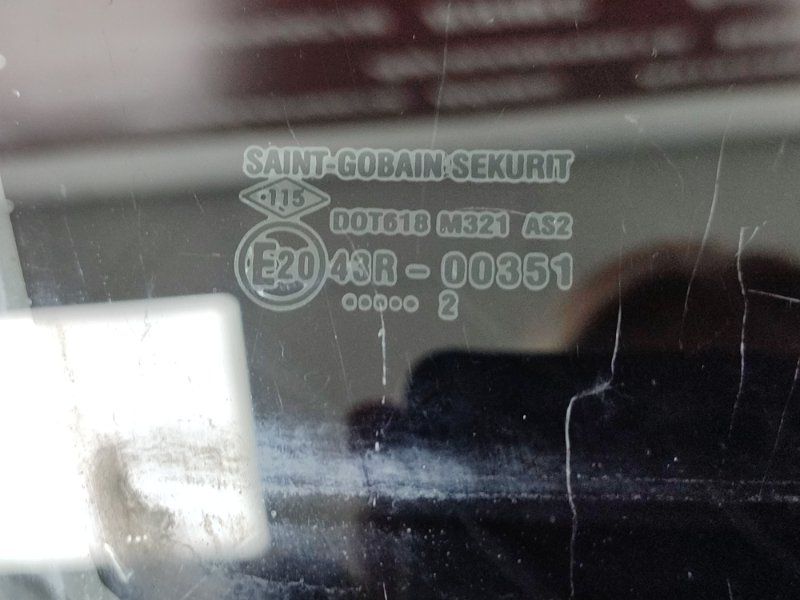 SAINT-GOBAIN SEKURIT
·115
DOT618 M321 AS2
E20 43R - 00351
••••• 2